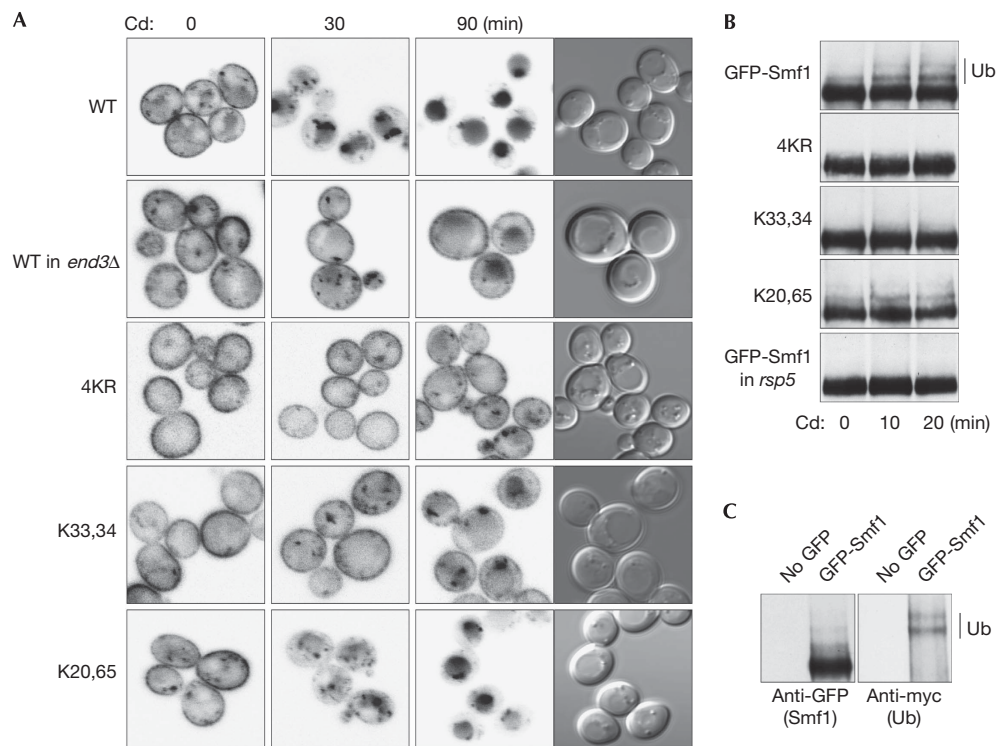 A
Cd: 0 30 90 (min)
WT
WT in end3Δ
4KR
K33,34
K20,65
B
GFP-Smf1
Ub
4KR
K33,34
K20,65
GFP-Smf1
in rsp5
Cd: 0 10 20 (min)
C
No GFP
GFP-Smf1
No GFP
GFP-Smf1
Ub
Anti-GFP
(Smf1)
Anti-myc
(Ub)